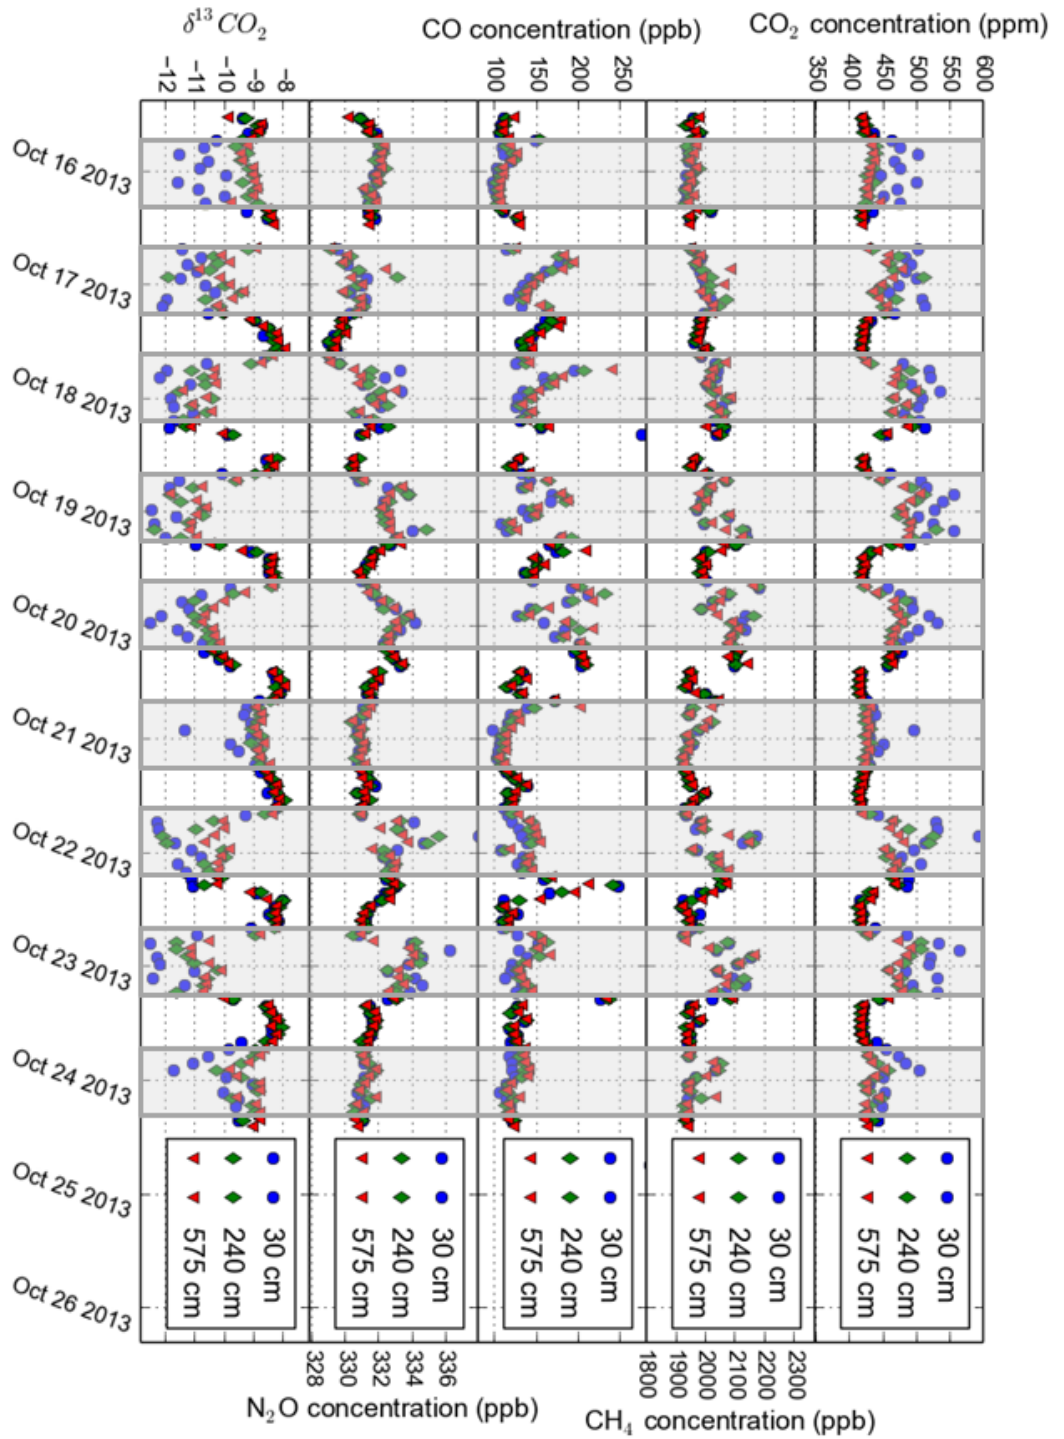 δ¹³CO₂
CO concentration (ppb)
CO₂ concentration (ppm)
−12 −11 −10 −9 −8
100 150 200 250
350 400 450 500 550 600
Oct 16 2013
Oct 17 2013
Oct 18 2013
Oct 19 2013
Oct 20 2013
Oct 21 2013
Oct 22 2013
Oct 23 2013
Oct 24 2013
Oct 25 2013
Oct 26 2013
30 cm
240 cm
575 cm
30 cm
240 cm
575 cm
30 cm
240 cm
575 cm
30 cm
240 cm
575 cm
30 cm
240 cm
575 cm
328 330 332 334 336
1800 1900 2000 2100 2200 2300
N₂O concentration (ppb)
CH₄ concentration (ppb)